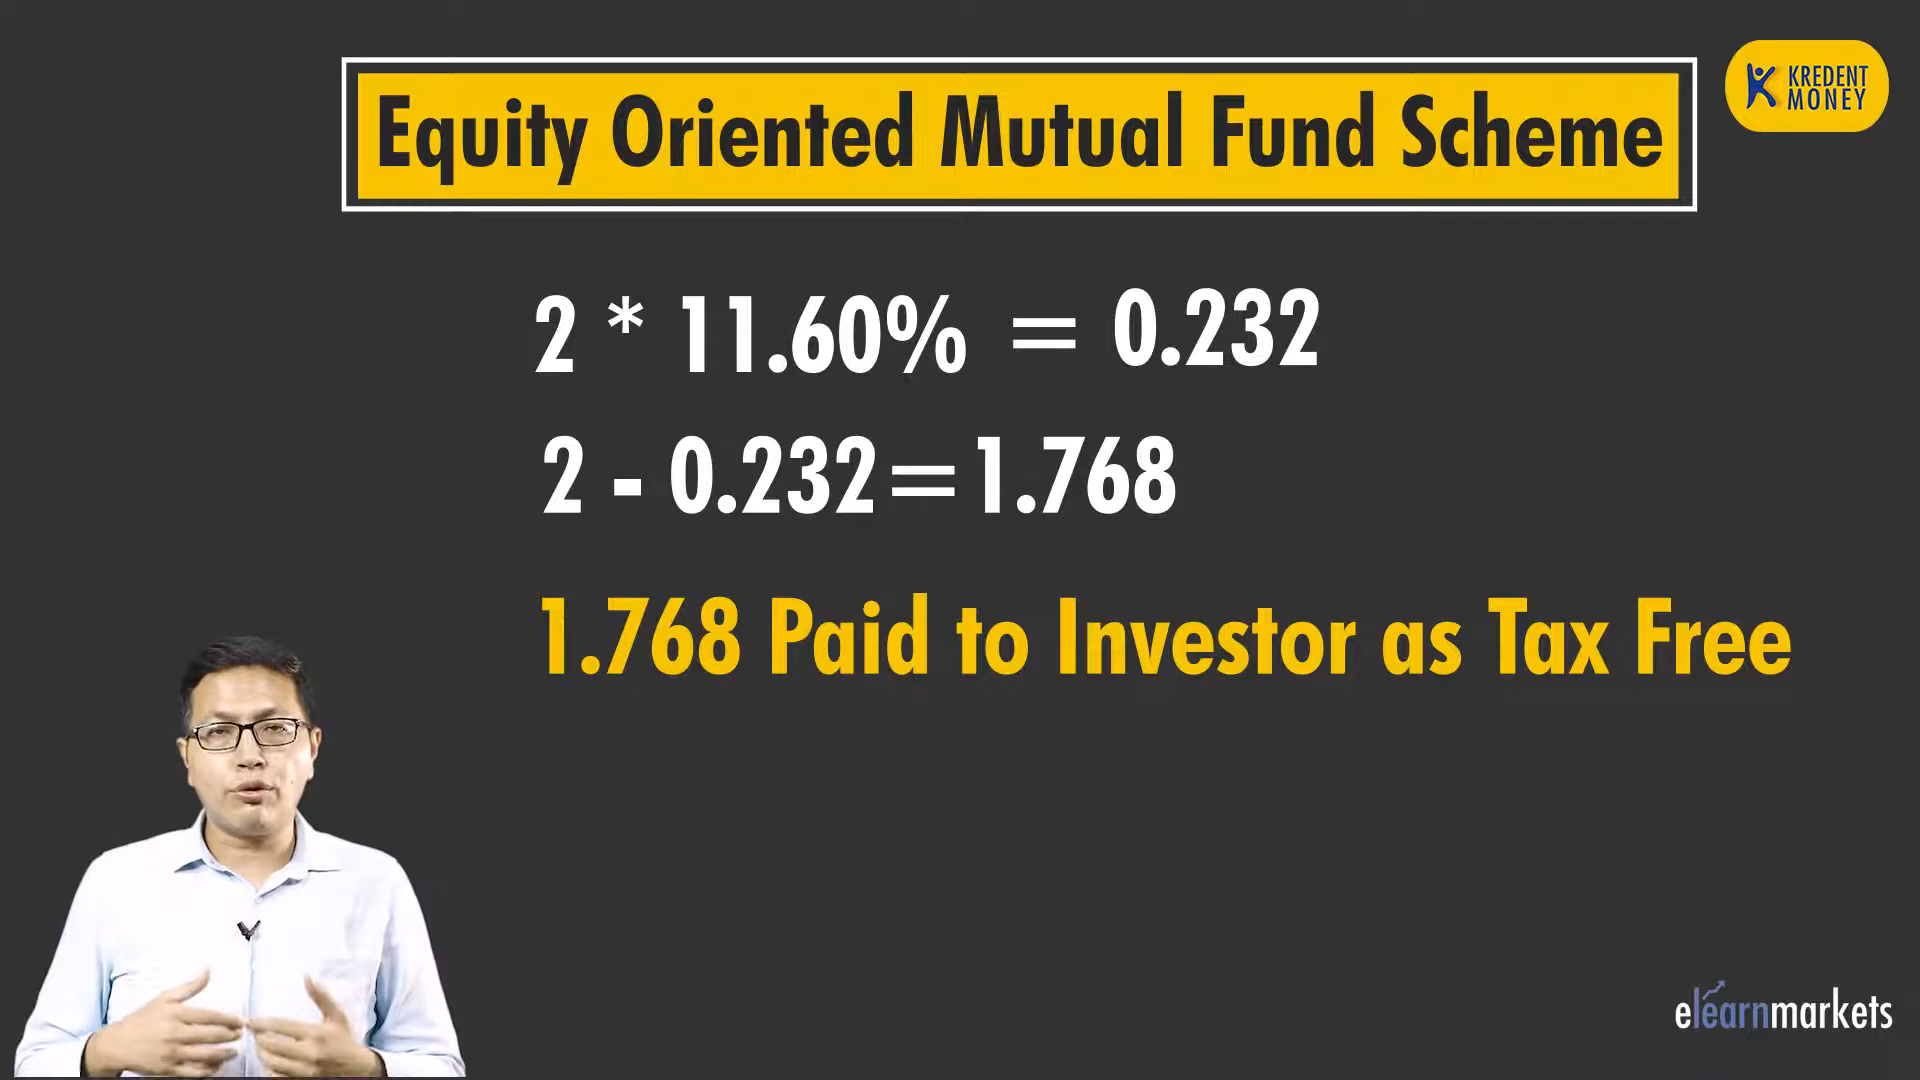 Equity Oriented Mutual Fund Scheme
KREDENT
MONEY
2 * 11.60% = 0.232
2 - 0.232=1.768
1.768 Paid to Investor as Tax Free
elearnmarkets